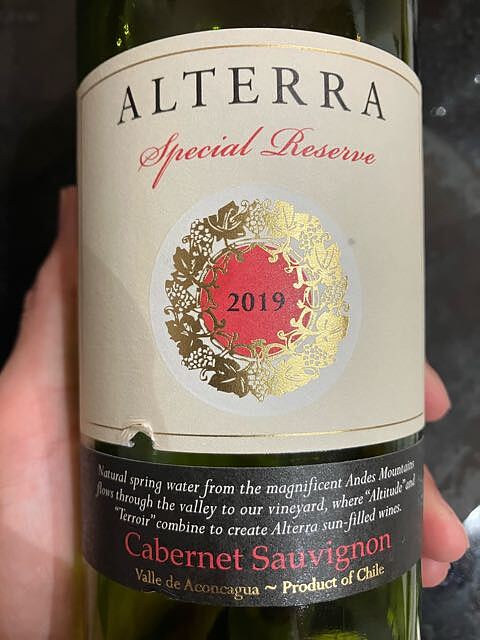 ALTERRA
Special Reserve
2019
Natural spring water from the magnificent Andes Mountains
flows through the valley to our vineyard, where "Altitude" and
"Terroir" combine to create Alterra sun-filled wines.
Cabernet Sauvignon
Valle de Aconcagua ~ Product of Chile